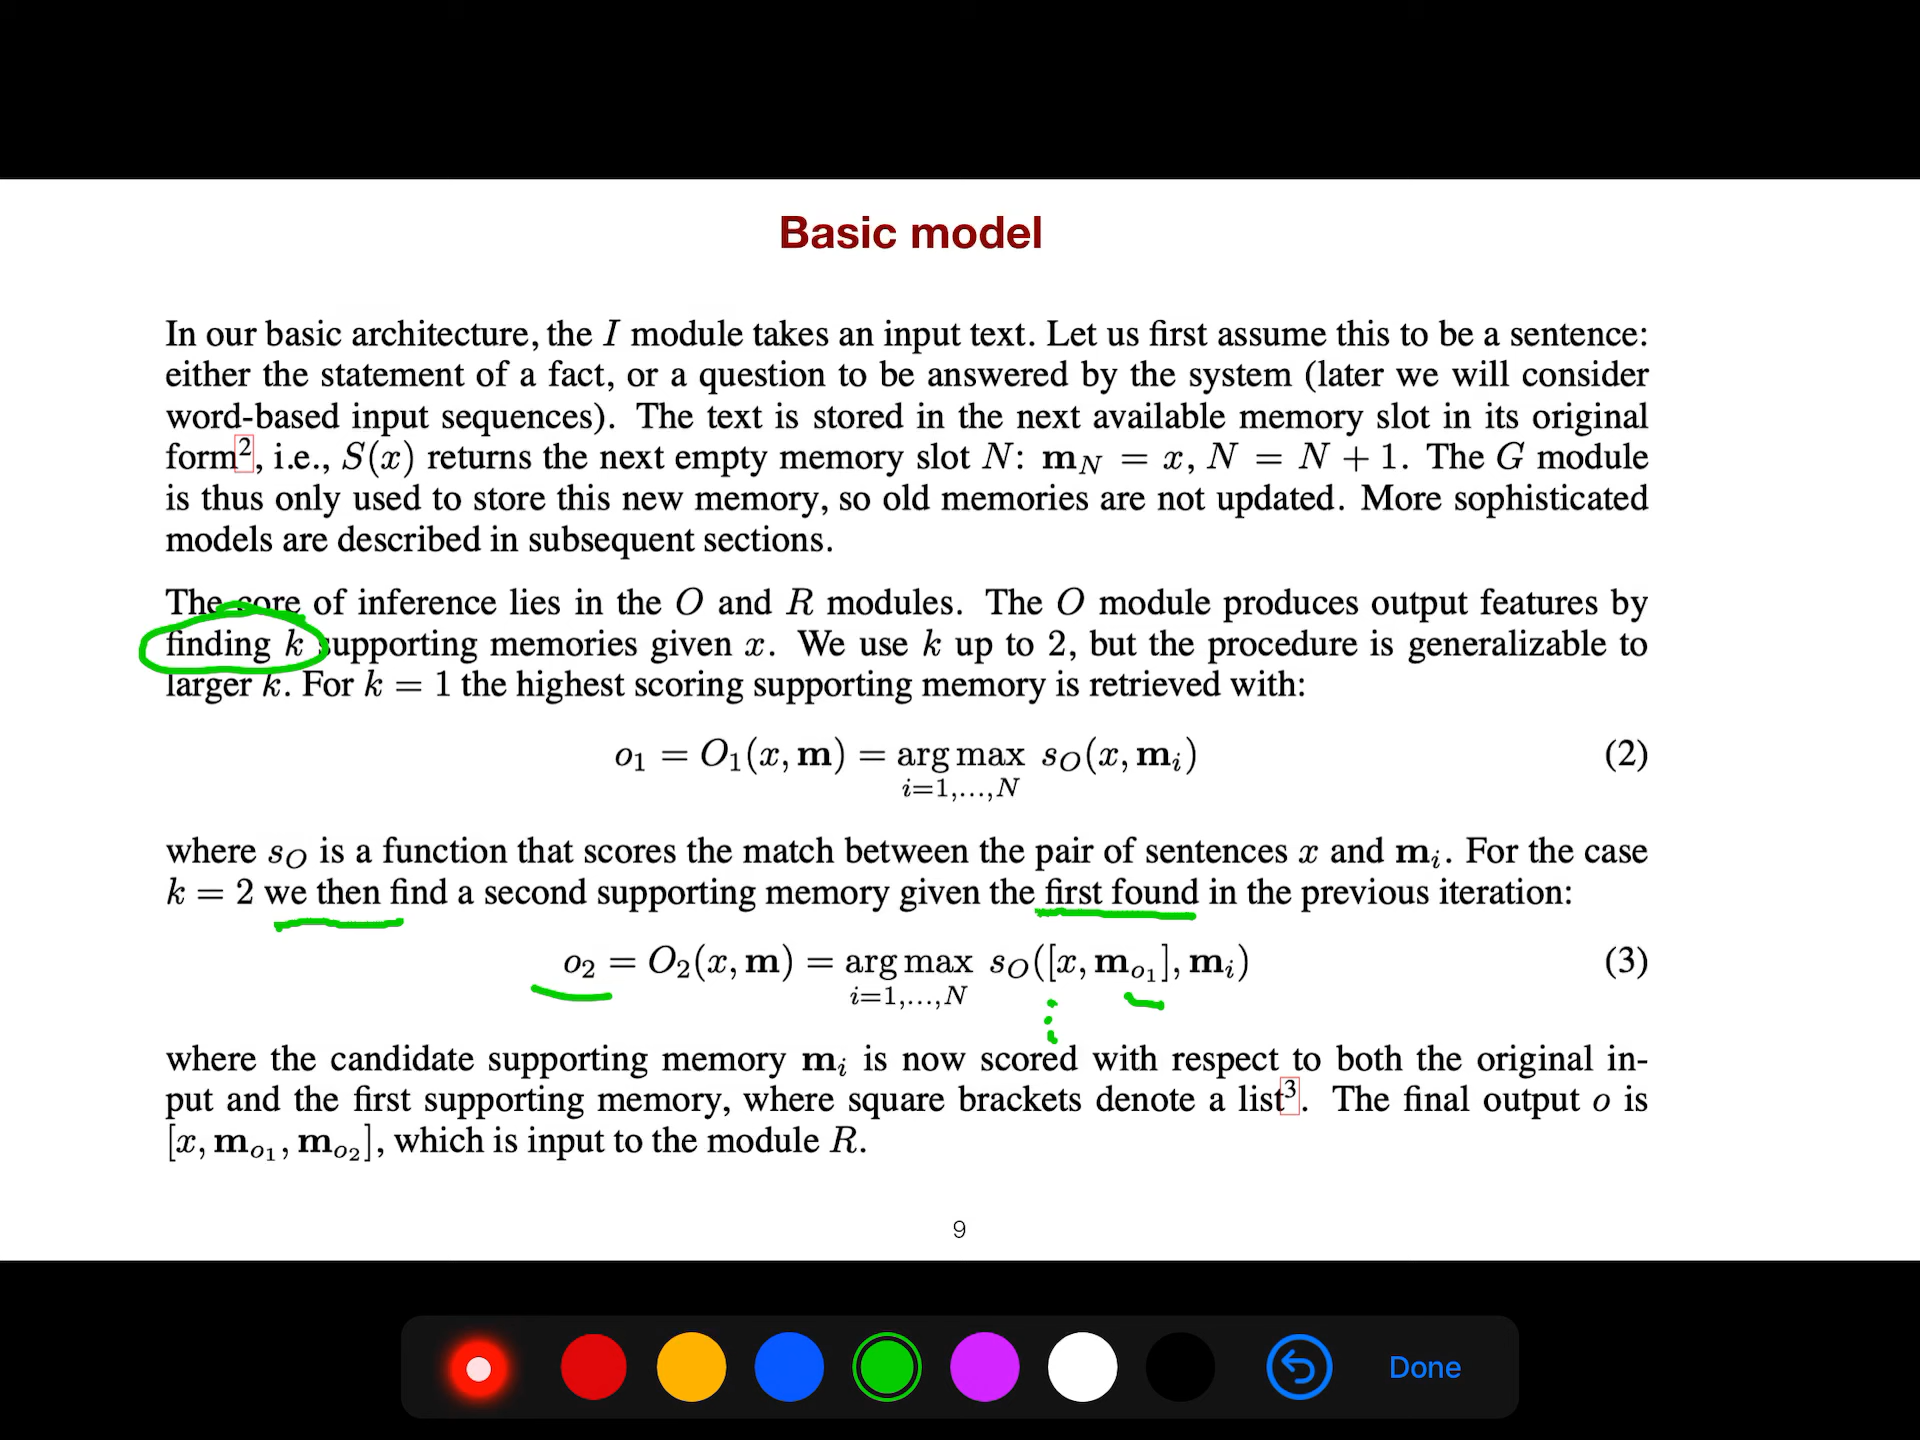 Basic model
In our basic architecture, the I module takes an input text. Let us first assume this to be a sentence:
either the statement of a fact, or a question to be answered by the system (later we will consider
word-based input sequences). The text is stored in the next available memory slot in its original
form², i.e., S(x) returns the next empty memory slot N: m_N = x, N = N + 1. The G module
is thus only used to store this new memory, so old memories are not updated. More sophisticated
models are described in subsequent sections.
The core of inference lies in the O and R modules. The O module produces output features by
finding k supporting memories given x. We use k up to 2, but the procedure is generalizable to
larger k. For k = 1 the highest scoring supporting memory is retrieved with:
o₁ = O₁(x, m) = arg max s_O(x, m_i) (2)
i=1,...,N
where s_O is a function that scores the match between the pair of sentences x and m_i. For the case
k = 2 we then find a second supporting memory given the first found in the previous iteration:
o₂ = O₂(x, m) = arg max s_O([x, m_o₁], m_i) (3)
i=1,...,N
where the candidate supporting memory m_i is now scored with respect to both the original in-
put and the first supporting memory, where square brackets denote a list³. The final output o is
[x, m_o₁, m_o₂], which is input to the module R.
9
Done